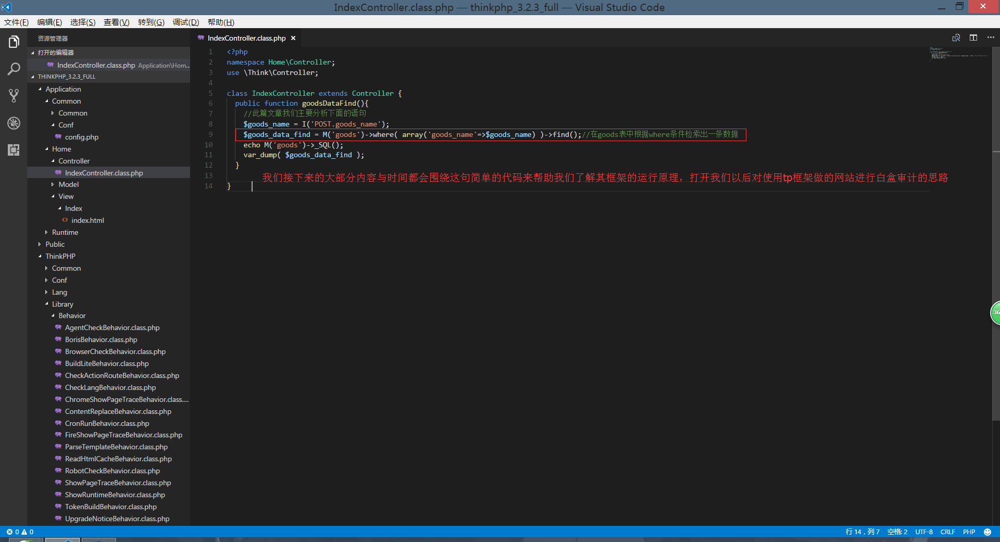 IndexController.class.php — thinkphp_3.2.3_full — Visual Studio Code
文件(F) 编辑(E) 选择(S) 查看(V) 转到(G) 调试(D) 帮助(H)
资源管理器
打开的编辑器
IndexController.class.php Application\Hom...
THINKPHP_3.2.3_FULL
Application
Common
Common
Conf
config.php
Home
Controller
IndexController.class.php
Model
View
Index
index.html
Runtime
Public
ThinkPHP
Common
Conf
Lang
Library
Behavior
AgentCheckBehavior.class.php
BorisBehavior.class.php
BrowserCheckBehavior.class.php
BuildLiteBehavior.class.php
CheckActionRouteBehavior.class.php
CheckLangBehavior.class.php
ChromeShowPageTraceBehavior.class....
ContentReplaceBehavior.class.php
CronRunBehavior.class.php
FireShowPageTraceBehavior.class.php
ParseTemplateBehavior.class.php
ReadHtmlCacheBehavior.class.php
RobotCheckBehavior.class.php
ShowPageTraceBehavior.class.php
ShowRuntimeBehavior.class.php
TokenBuildBehavior.class.php
UpgradeNoticeBehavior.class.php
IndexController.class.php ×
1 <?php
2 namespace Home\Controller;
3 use \Think\Controller;
4
5 class IndexController extends Controller {
6 public function goodsDataFind(){
7 //此篇文章我们主要分析下面的语句
8 $goods_name = I('POST.goods_name');
9 $goods_data_find = M('goods')->where( array('goods_name'=>$goods_name) )->find();//在goods表中根据where条件检索出一条数据
10 echo M('goods')->_SQL();
11 var_dump( $goods_data_find );
12 }
13
我们接下来的大部分内容与时间都会围绕这句简单的代码来帮助我们了解其框架的运行原理，打开我们以后对使用tp框架做的网站进行白盒审计的思路
14 }
36
0 0
行 14，列 7 空格: 2 UTF-8 CRLF PHP